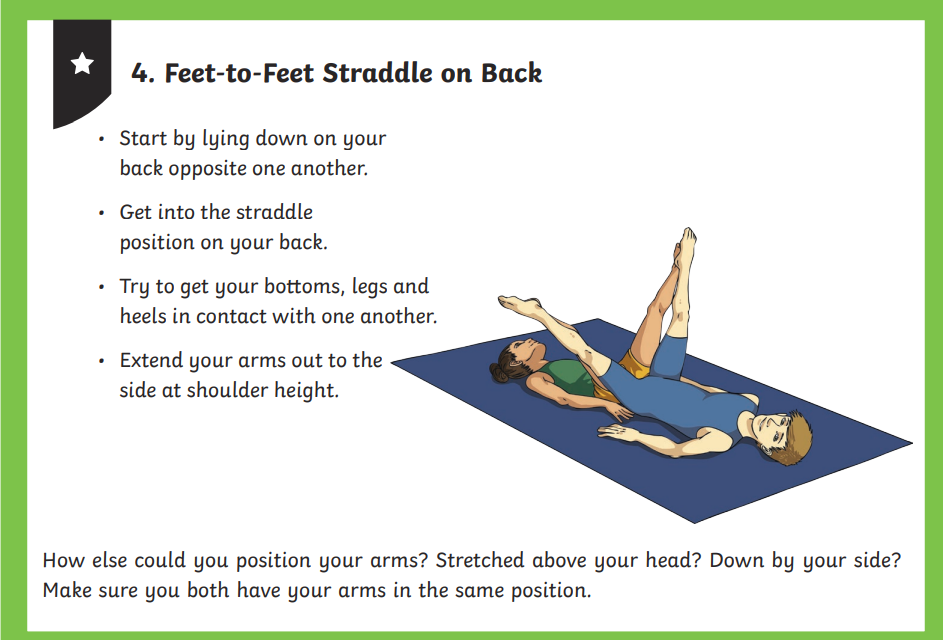 4. Feet-to-Feet Straddle on Back
• Start by lying down on your
back opposite one another.
• Get into the straddle
position on your back.
• Try to get your bottoms, legs and
heels in contact with one another.
• Extend your arms out to the
side at shoulder height.
How else could you position your arms? Stretched above your head? Down by your side?
Make sure you both have your arms in the same position.